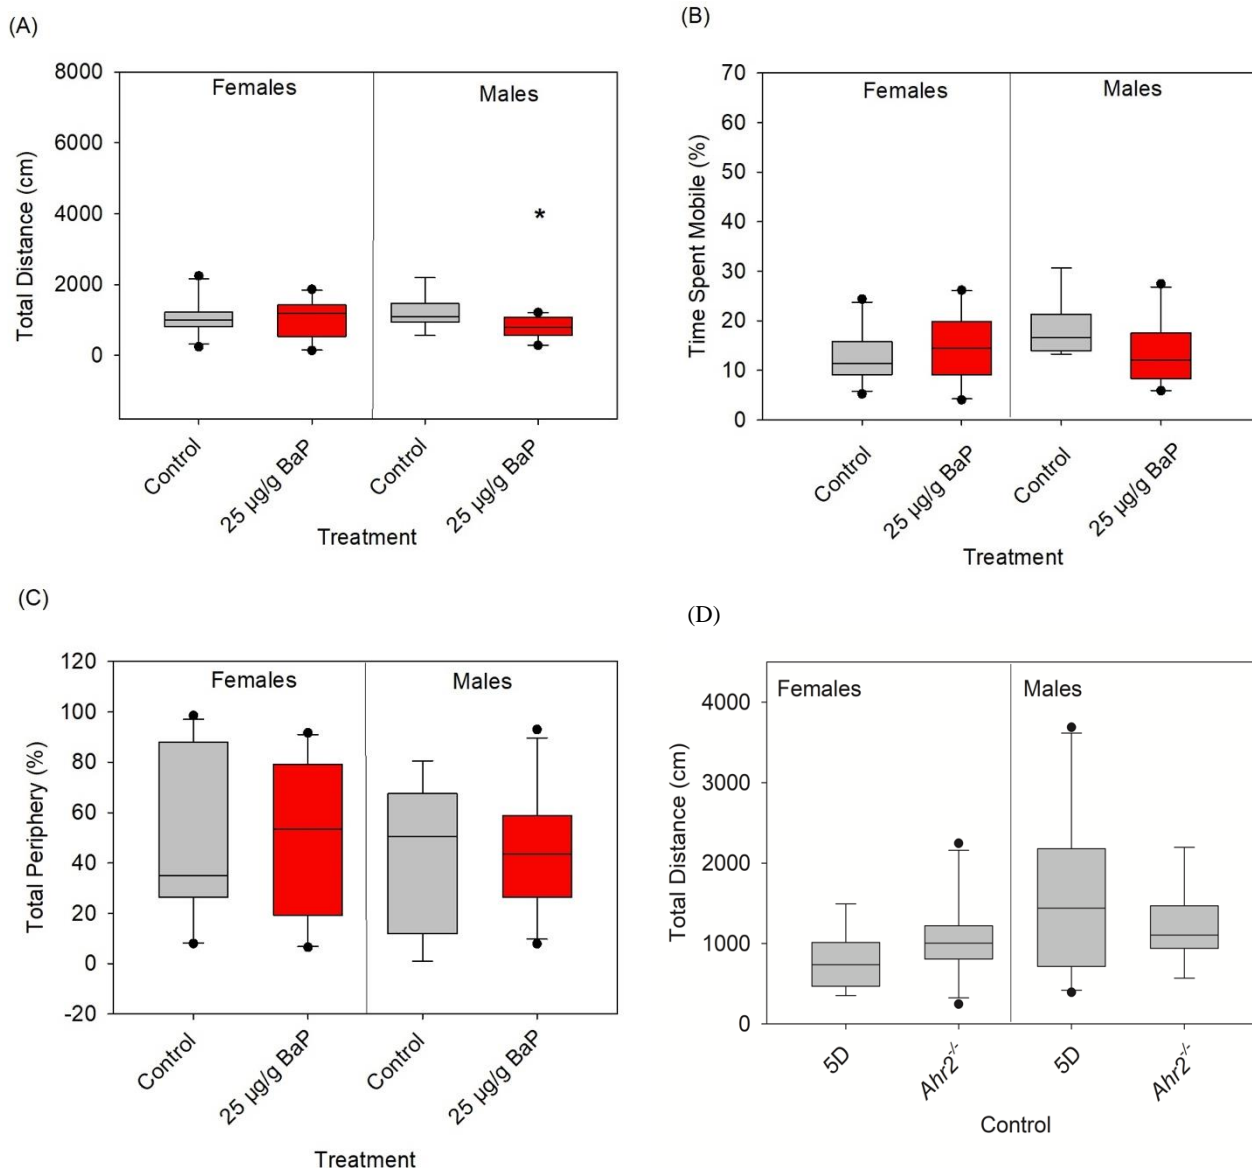 (A)
Females
Males
*
Total Distance (cm)
8000
6000
4000
2000
0
Control
25 µg/g BaP
Control
25 µg/g BaP
Treatment
(B)
Females
Males
Time Spent Mobile (%)
70
60
50
40
30
20
10
0
Control
25 µg/g BaP
Control
25 µg/g BaP
Treatment
(C)
Females
Males
Total Periphery (%)
120
100
80
60
40
20
0
-20
Control
25 µg/g BaP
Control
25 µg/g BaP
Treatment
(D)
Females
Males
Total Distance (cm)
4000
3000
2000
1000
0
5D
Ahr2-/-
5D
Ahr2-/-
Control